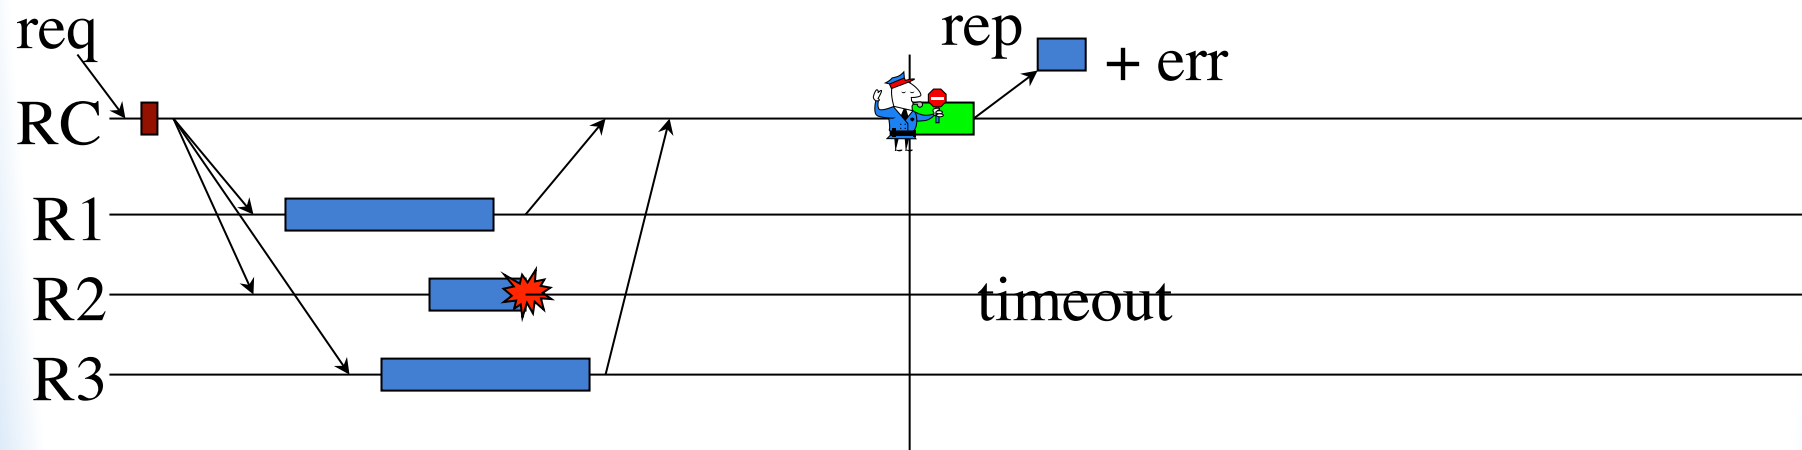 req
rep
+ err
RC
R1
R2
timeout
R3